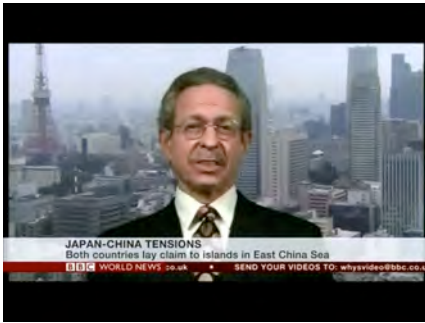 JAPAN-CHINA TENSIONS
Both countries lay claim to islands in East China Sea
BBC WORLD NEWS co.uk SEND YOUR VIDEOS TO: whysvideo@bbc.co.u